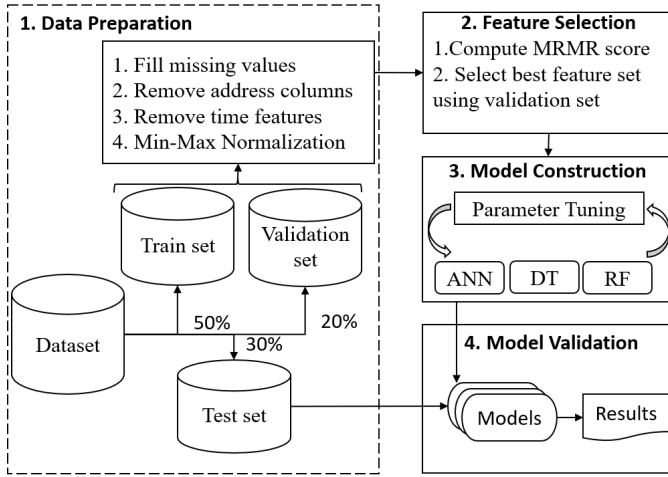 1. Data Preparation
1. Fill missing values
2. Remove address columns
3. Remove time features
4. Min-Max Normalization
Train set
Validation
set
Dataset
50%
20%
30%
Test set
2. Feature Selection
1.Compute MRMR score
2. Select best feature set
using validation set
3. Model Construction
Parameter Tuning
ANN
DT
RF
4. Model Validation
Models
Results